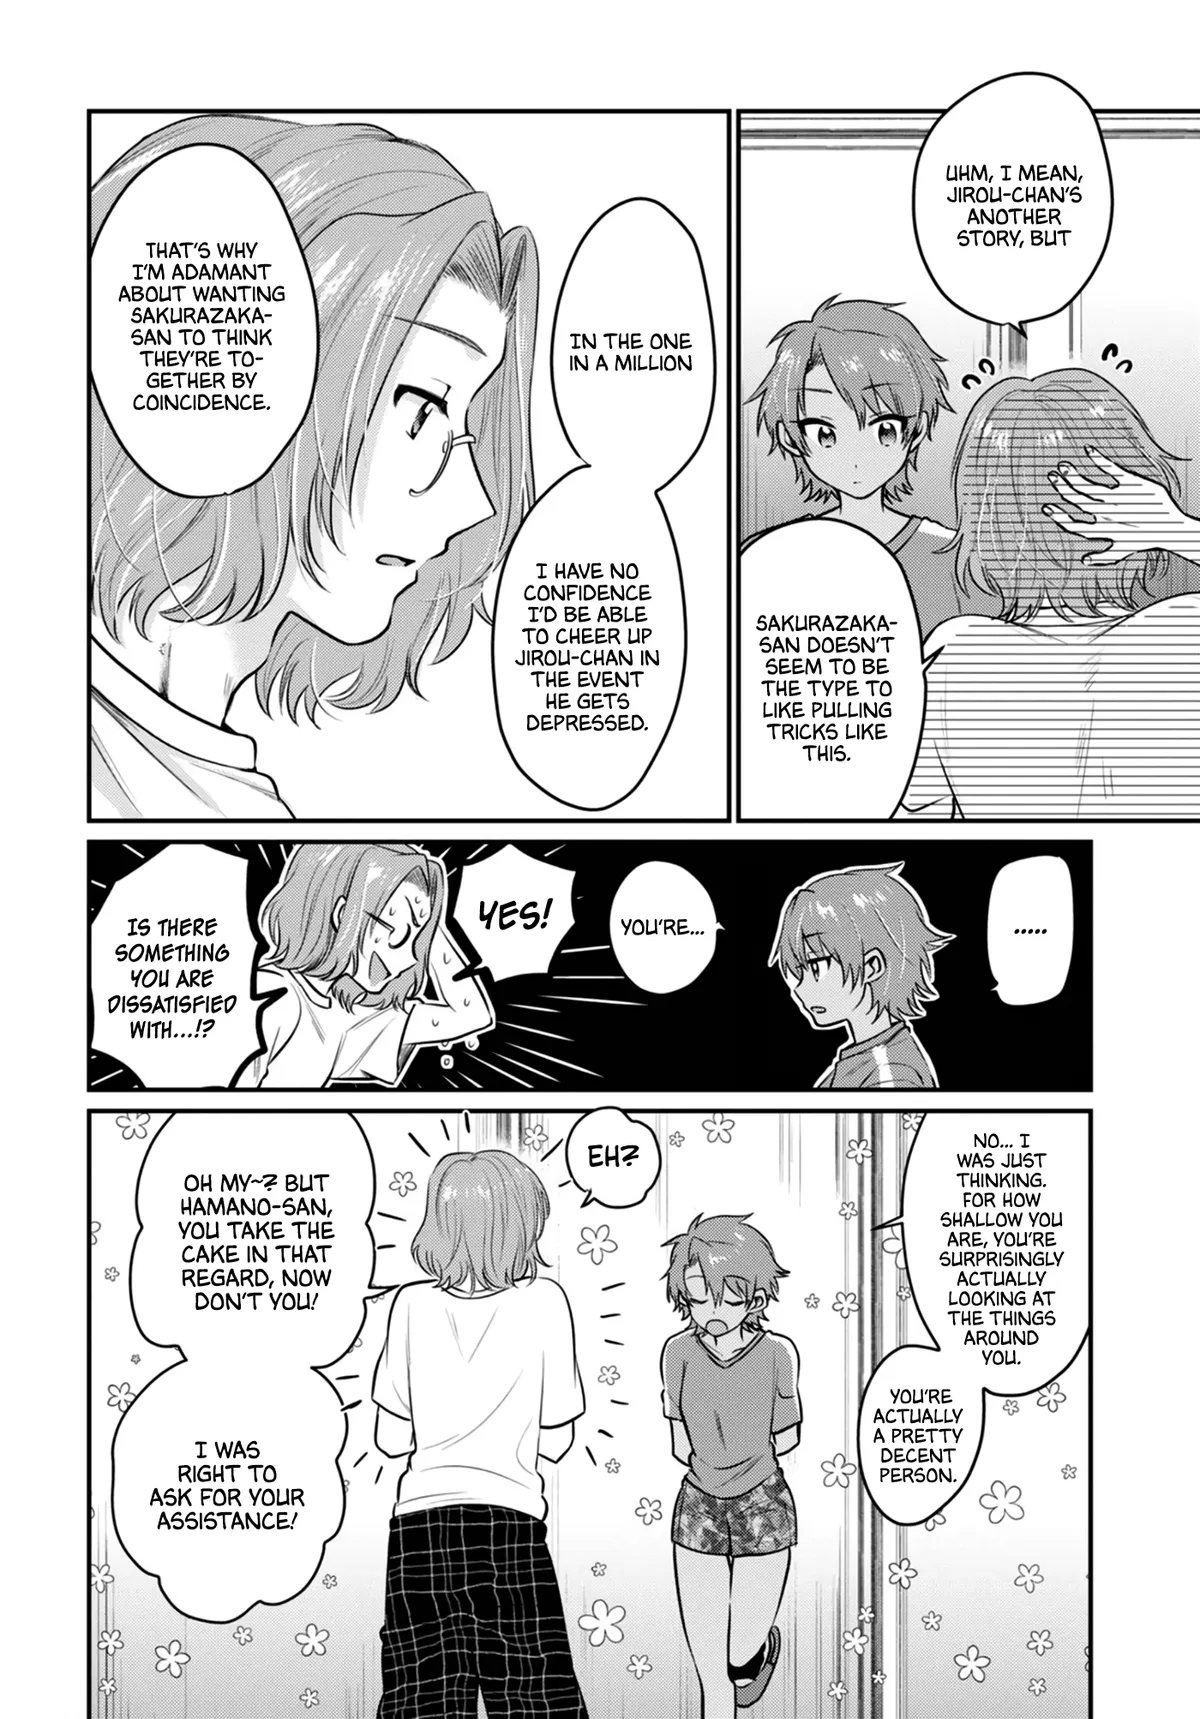 UHM, I MEAN,
JIROU-CHAN'S
ANOTHER
STORY, BUT
SAKURAZAKA-
SAN DOESN'T
SEEM TO BE
THE TYPE TO
LIKE PULLING
TRICKS LIKE
THIS.
IN THE ONE
IN A MILLION
I HAVE NO
CONFIDENCE
I'D BE ABLE
TO CHEER UP
JIROU-CHAN IN
THE EVENT
HE GETS
DEPRESSED.
THAT'S WHY
I'M ADAMANT
ABOUT WANTING
SAKURAZAKA-
SAN TO THINK
THEY'RE TO-
GETHER BY
COINCIDENCE.
.....
YOU'RE...
YES!
IS THERE
SOMETHING
YOU ARE
DISSATISFIED
WITH...!?
NO... I
WAS JUST
THINKING.
FOR HOW
SHALLOW YOU
ARE, YOU'RE
SURPRISINGLY
ACTUALLY
LOOKING AT
THE THINGS
AROUND
YOU.
YOU'RE
ACTUALLY
A PRETTY
DECENT
PERSON.
EH?
OH MY~? BUT
HAMANO-SAN,
YOU TAKE THE
CAKE IN THAT
REGARD, NOW
DON'T YOU!
I WAS
RIGHT TO
ASK FOR YOUR
ASSISTANCE!